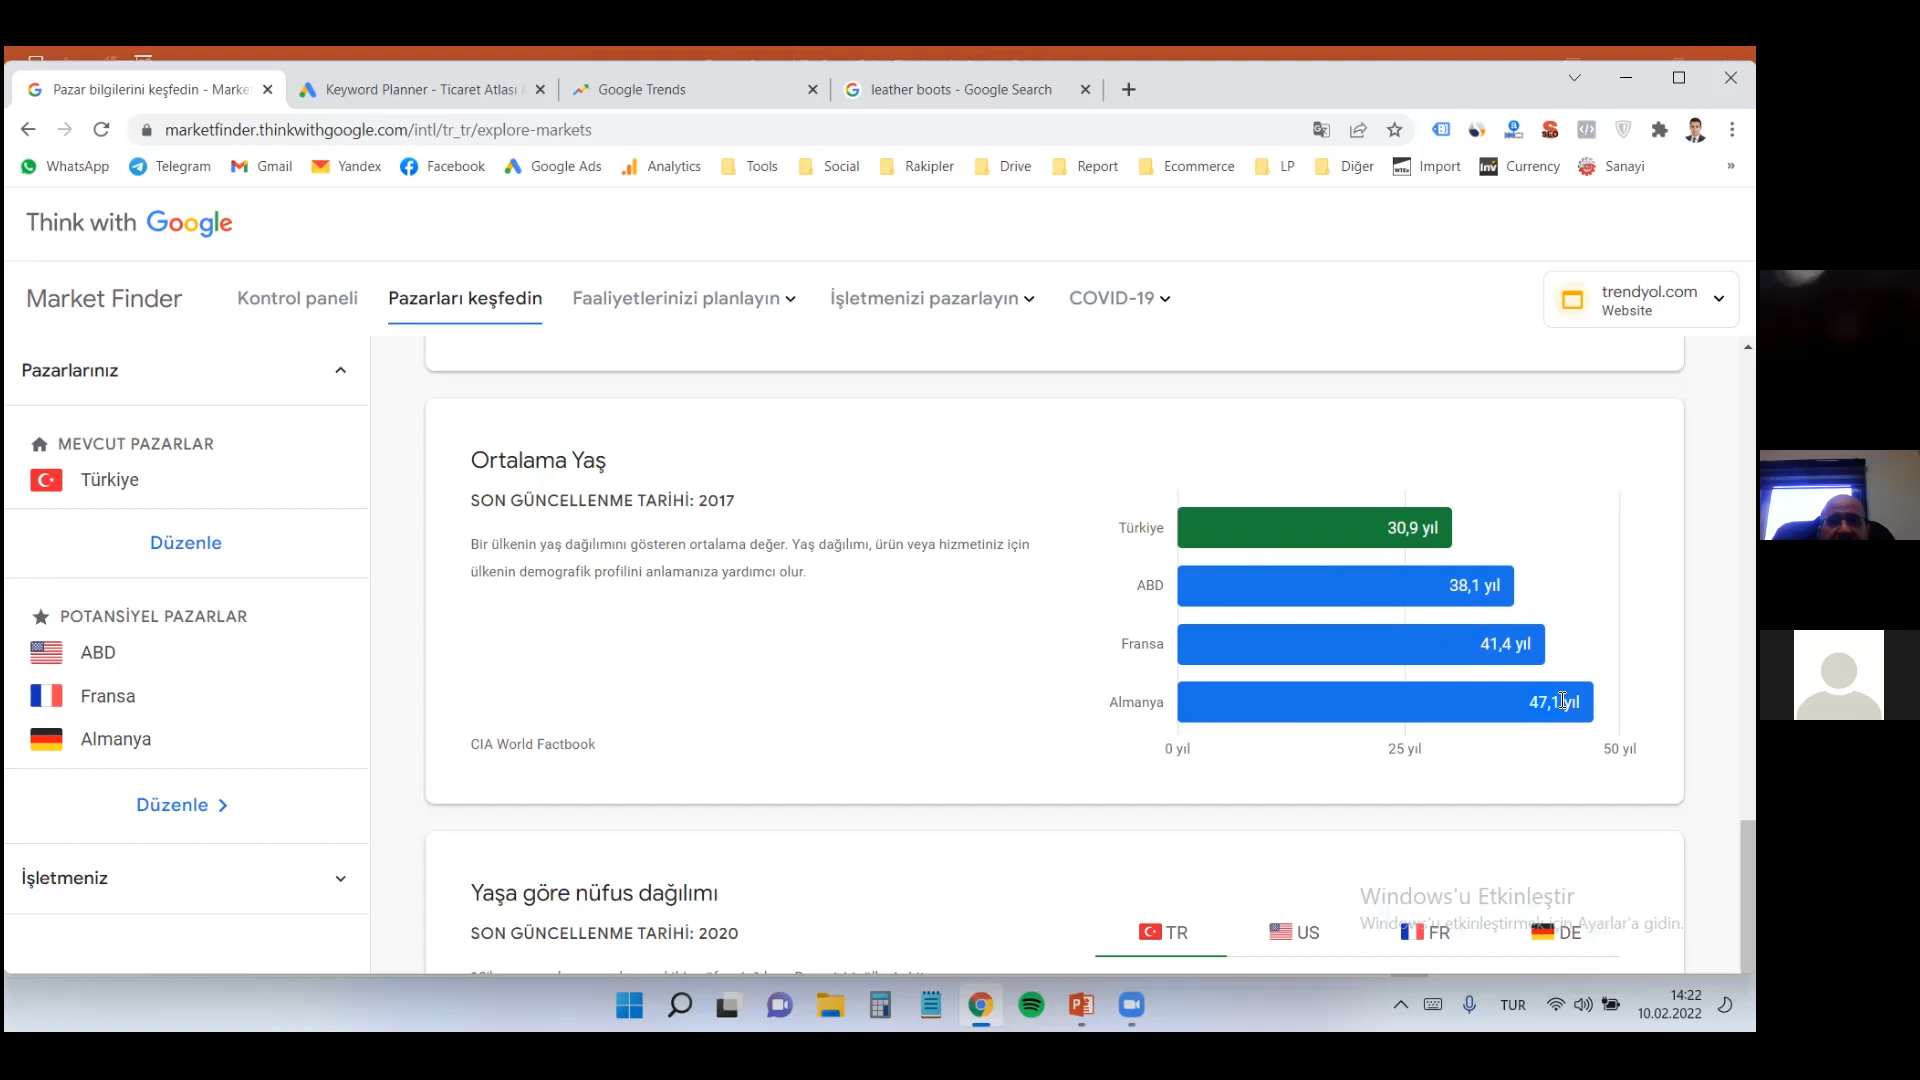 Pazar bilgilerini keşfedin - Marke
Keyword Planner - Ticaret Atlası
Google Trends
leather boots - Google Search
marketfinder.thinkwithgoogle.com/intl/tr_tr/explore-markets
WhatsApp
Telegram
Gmail
Yandex
Facebook
Google Ads
Analytics
Tools
Social
Rakipler
Drive
Report
Ecommerce
LP
Diğer
Import
Currency
Sanayi
Think with Google
Market Finder
Kontrol paneli
Pazarları keşfedin
Faaliyetlerinizi planlayın
İşletmenizi pazarlayın
COVID-19
trendyol.com
Website
Pazarlarınız
MEVCUT PAZARLAR
Türkiye
Düzenle
POTANSİYEL PAZARLAR
ABD
Fransa
Almanya
Düzenle
İşletmeniz
Ortalama Yaş
SON GÜNCELLENME TARİHİ: 2017
Bir ülkenin yaş dağılımını gösteren ortalama değer. Yaş dağılımı, ürün veya hizmetiniz için
ülkenin demografik profilini anlamanıza yardımcı olur.
CIA World Factbook
Türkiye
30,9 yıl
ABD
38,1 yıl
Fransa
41,4 yıl
Almanya
47,1 yıl
0 yıl
25 yıl
50 yıl
Yaşa göre nüfus dağılımı
SON GÜNCELLENME TARİHİ: 2020
TR
US
FR
DE
Windows'u Etkinleştir
Windows'u etkinleştirmek için Ayarlar'a gidin.
TUR
14:22
10.02.2022